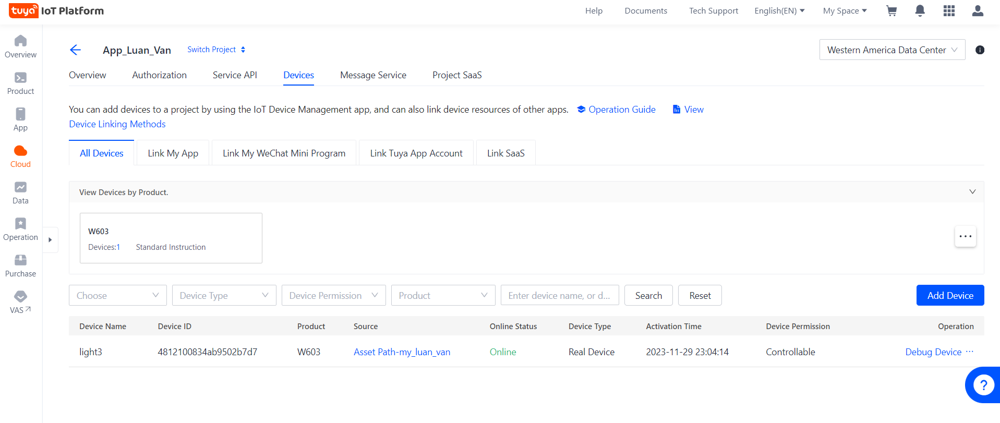 tuya IoT Platform
Help Documents Tech Support English(EN) My Space
Overview
Product
App
Cloud
Data
Operation
Purchase
VAS
App_Luan_Van Switch Project Western America Data Center
Overview Authorization Service API Devices Message Service Project SaaS
You can add devices to a project by using the IoT Device Management app, and can also link device resources of other apps. Operation Guide View
Device Linking Methods
All Devices Link My App Link My WeChat Mini Program Link Tuya App Account Link SaaS
View Devices by Product.
W603
Devices:1 Standard Instruction
...
Choose Device Type Device Permission Product Enter device name, or d... Search Reset Add Device
Device Name Device ID Product Source Online Status Device Type Activation Time Device Permission Operation
light3 4812100834ab9502b7d7 W603 Asset Path-my_luan_van Online Real Device 2023-11-29 23:04:14 Controllable Debug Device ...
?